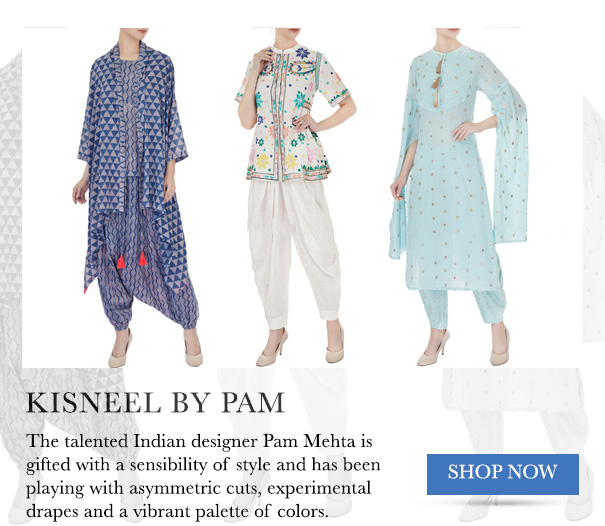 KISNEEL BY PAM
The talented Indian designer Pam Mehta is
gifted with a sensibility of style and has been
playing with asymmetric cuts, experimental
drapes and a vibrant palette of colors.
SHOP NOW